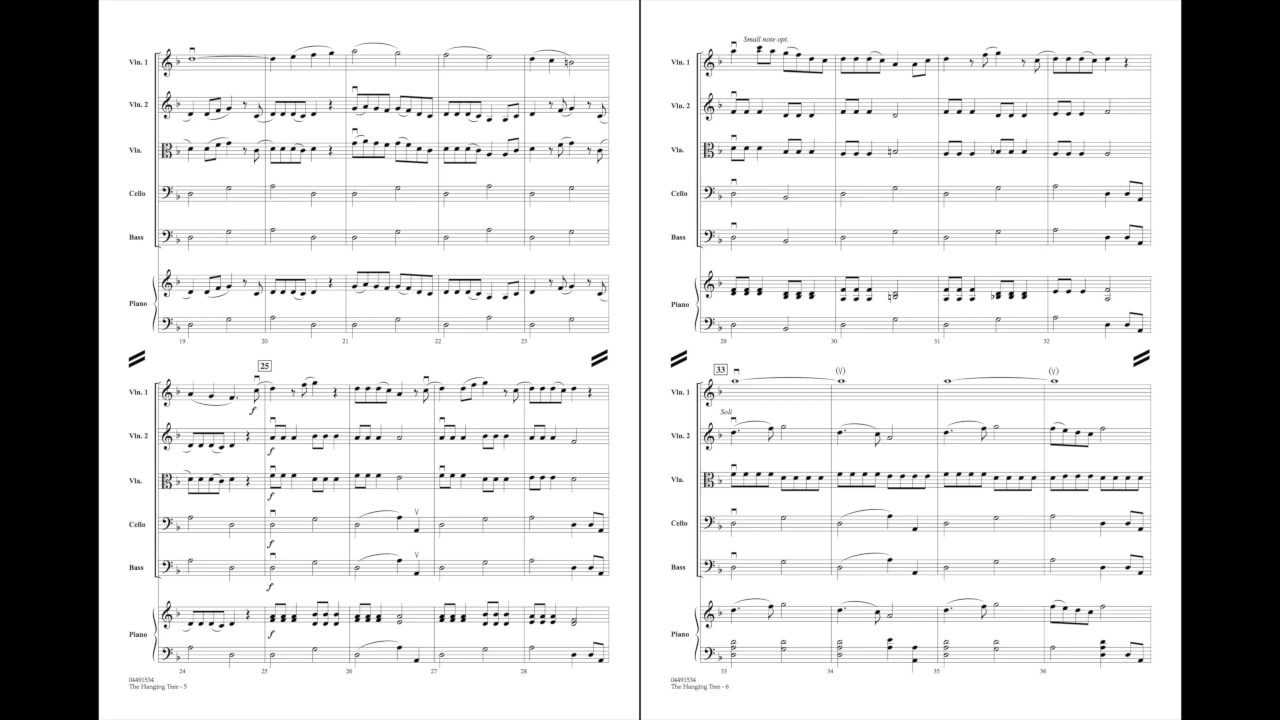 Vln. 1
Vln. 2
Vla.
Cello
Bass
Piano
19 20 21 22 23
25
Vln. 1
f
Vln. 2
f
Vla.
f
Cello
f
Bass
f
Piano
f
24 25 26 27 28
04491534
The Hanging Tree - 5
Small note opt.
Vln. 1
Vln. 2
Vla.
Cello
Bass
Piano
29 30 31 32
33
(V) (V)
Vln. 1
Soli
Vln. 2
Vla.
Cello
Bass
Piano
33 34 35 36
04491534
The Hanging Tree - 6